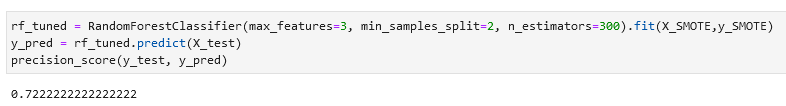 rf_tuned = RandomForestClassifier(max_features=3, min_samples_split=2, n_estimators=300).fit(X_SMOTE,y_SMOTE)
y_pred = rf_tuned.predict(X_test)
precision_score(y_test, y_pred)
0.7222222222222222